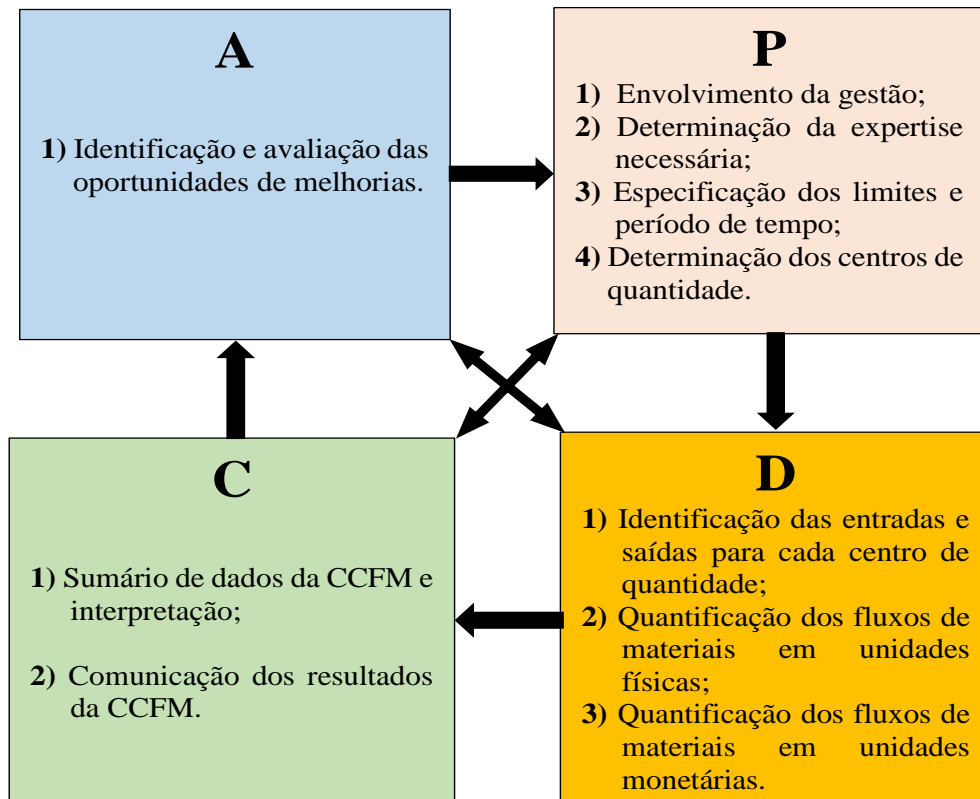 A
1) Identificação e avaliação das
oportunidades de melhorias.
P
1) Envolvimento da gestão;
2) Determinação da expertise
necessária;
3) Especificação dos limites e
período de tempo;
4) Determinação dos centros de
quantidade.
C
1) Sumário de dados da CCFM e
interpretação;
2) Comunicação dos resultados
da CCFM.
D
1) Identificação das entradas e
saídas para cada centro de
quantidade;
2) Quantificação dos fluxos de
materiais em unidades
físicas;
3) Quantificação dos fluxos de
materiais em unidades
monetárias.